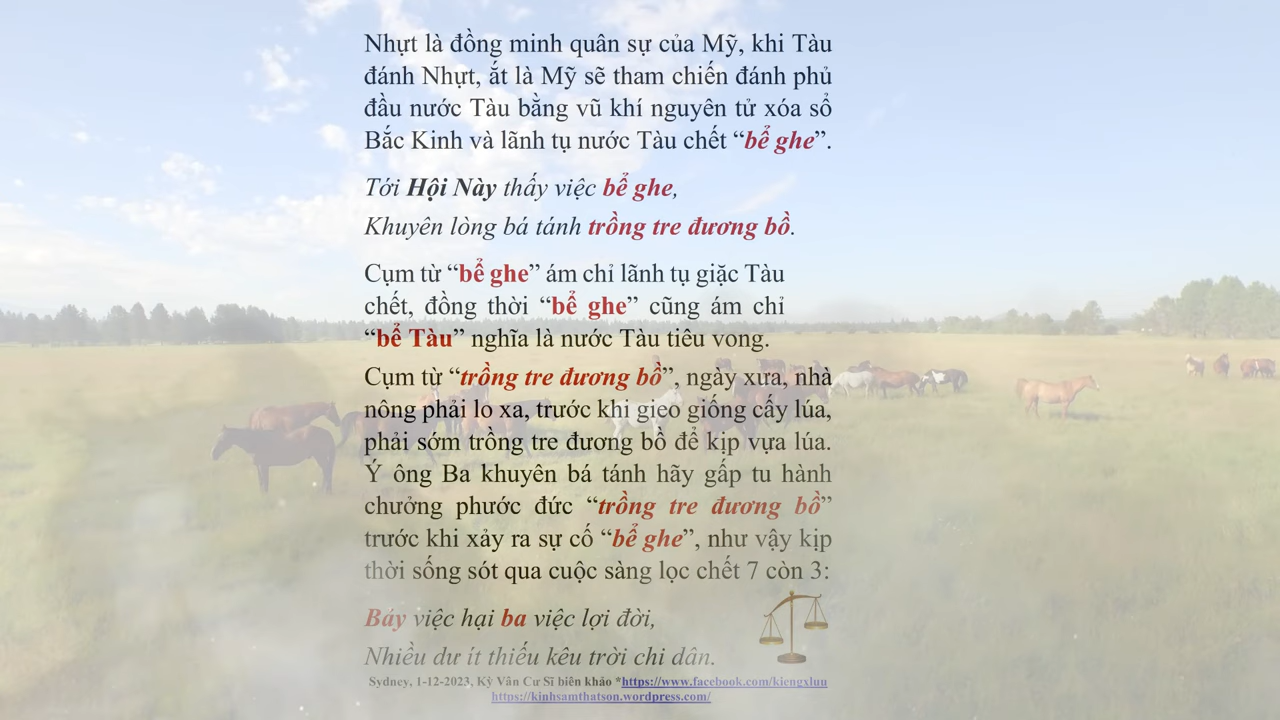 Nhựt là đồng minh quân sự của Mỹ, khi Tàu
đánh Nhựt, ắt là Mỹ sẽ tham chiến đánh phủ
đầu nước Tàu bằng vũ khí nguyên tử xóa sổ
Bắc Kinh và lãnh tụ nước Tàu chết “bể ghe”.
Tới Hội Này thấy việc bể ghe,
Khuyên lòng bá tánh trồng tre đương bồ.
Cụm từ “bể ghe” ám chỉ lãnh tụ giặc Tàu
chết, đồng thời “bể ghe” cũng ám chỉ
“bể Tàu” nghĩa là nước Tàu tiêu vong.
Cụm từ “trồng tre đương bồ”, ngày xưa, nhà
nông phải lo xa, trước khi gieo giống cấy lúa,
phải sớm trồng tre đương bồ để kịp vựa lúa.
Ý ông Ba khuyên bá tánh hãy gấp tu hành
chưởng phước đức “trồng tre đương bồ”
trước khi xảy ra sự cố “bể ghe”, như vậy kịp
thời sống sót qua cuộc sàng lọc chết 7 còn 3:
Báy việc hại ba việc lợi đời,
Nhiều dư ít thiếu kêu trời chi dân.
Sydney, 1-12-2023, Kỳ Vân Cư Sĩ biên khảo *https://www.facebook.com/kiengxluu
https://kinhsamthatson.wordpress.com/